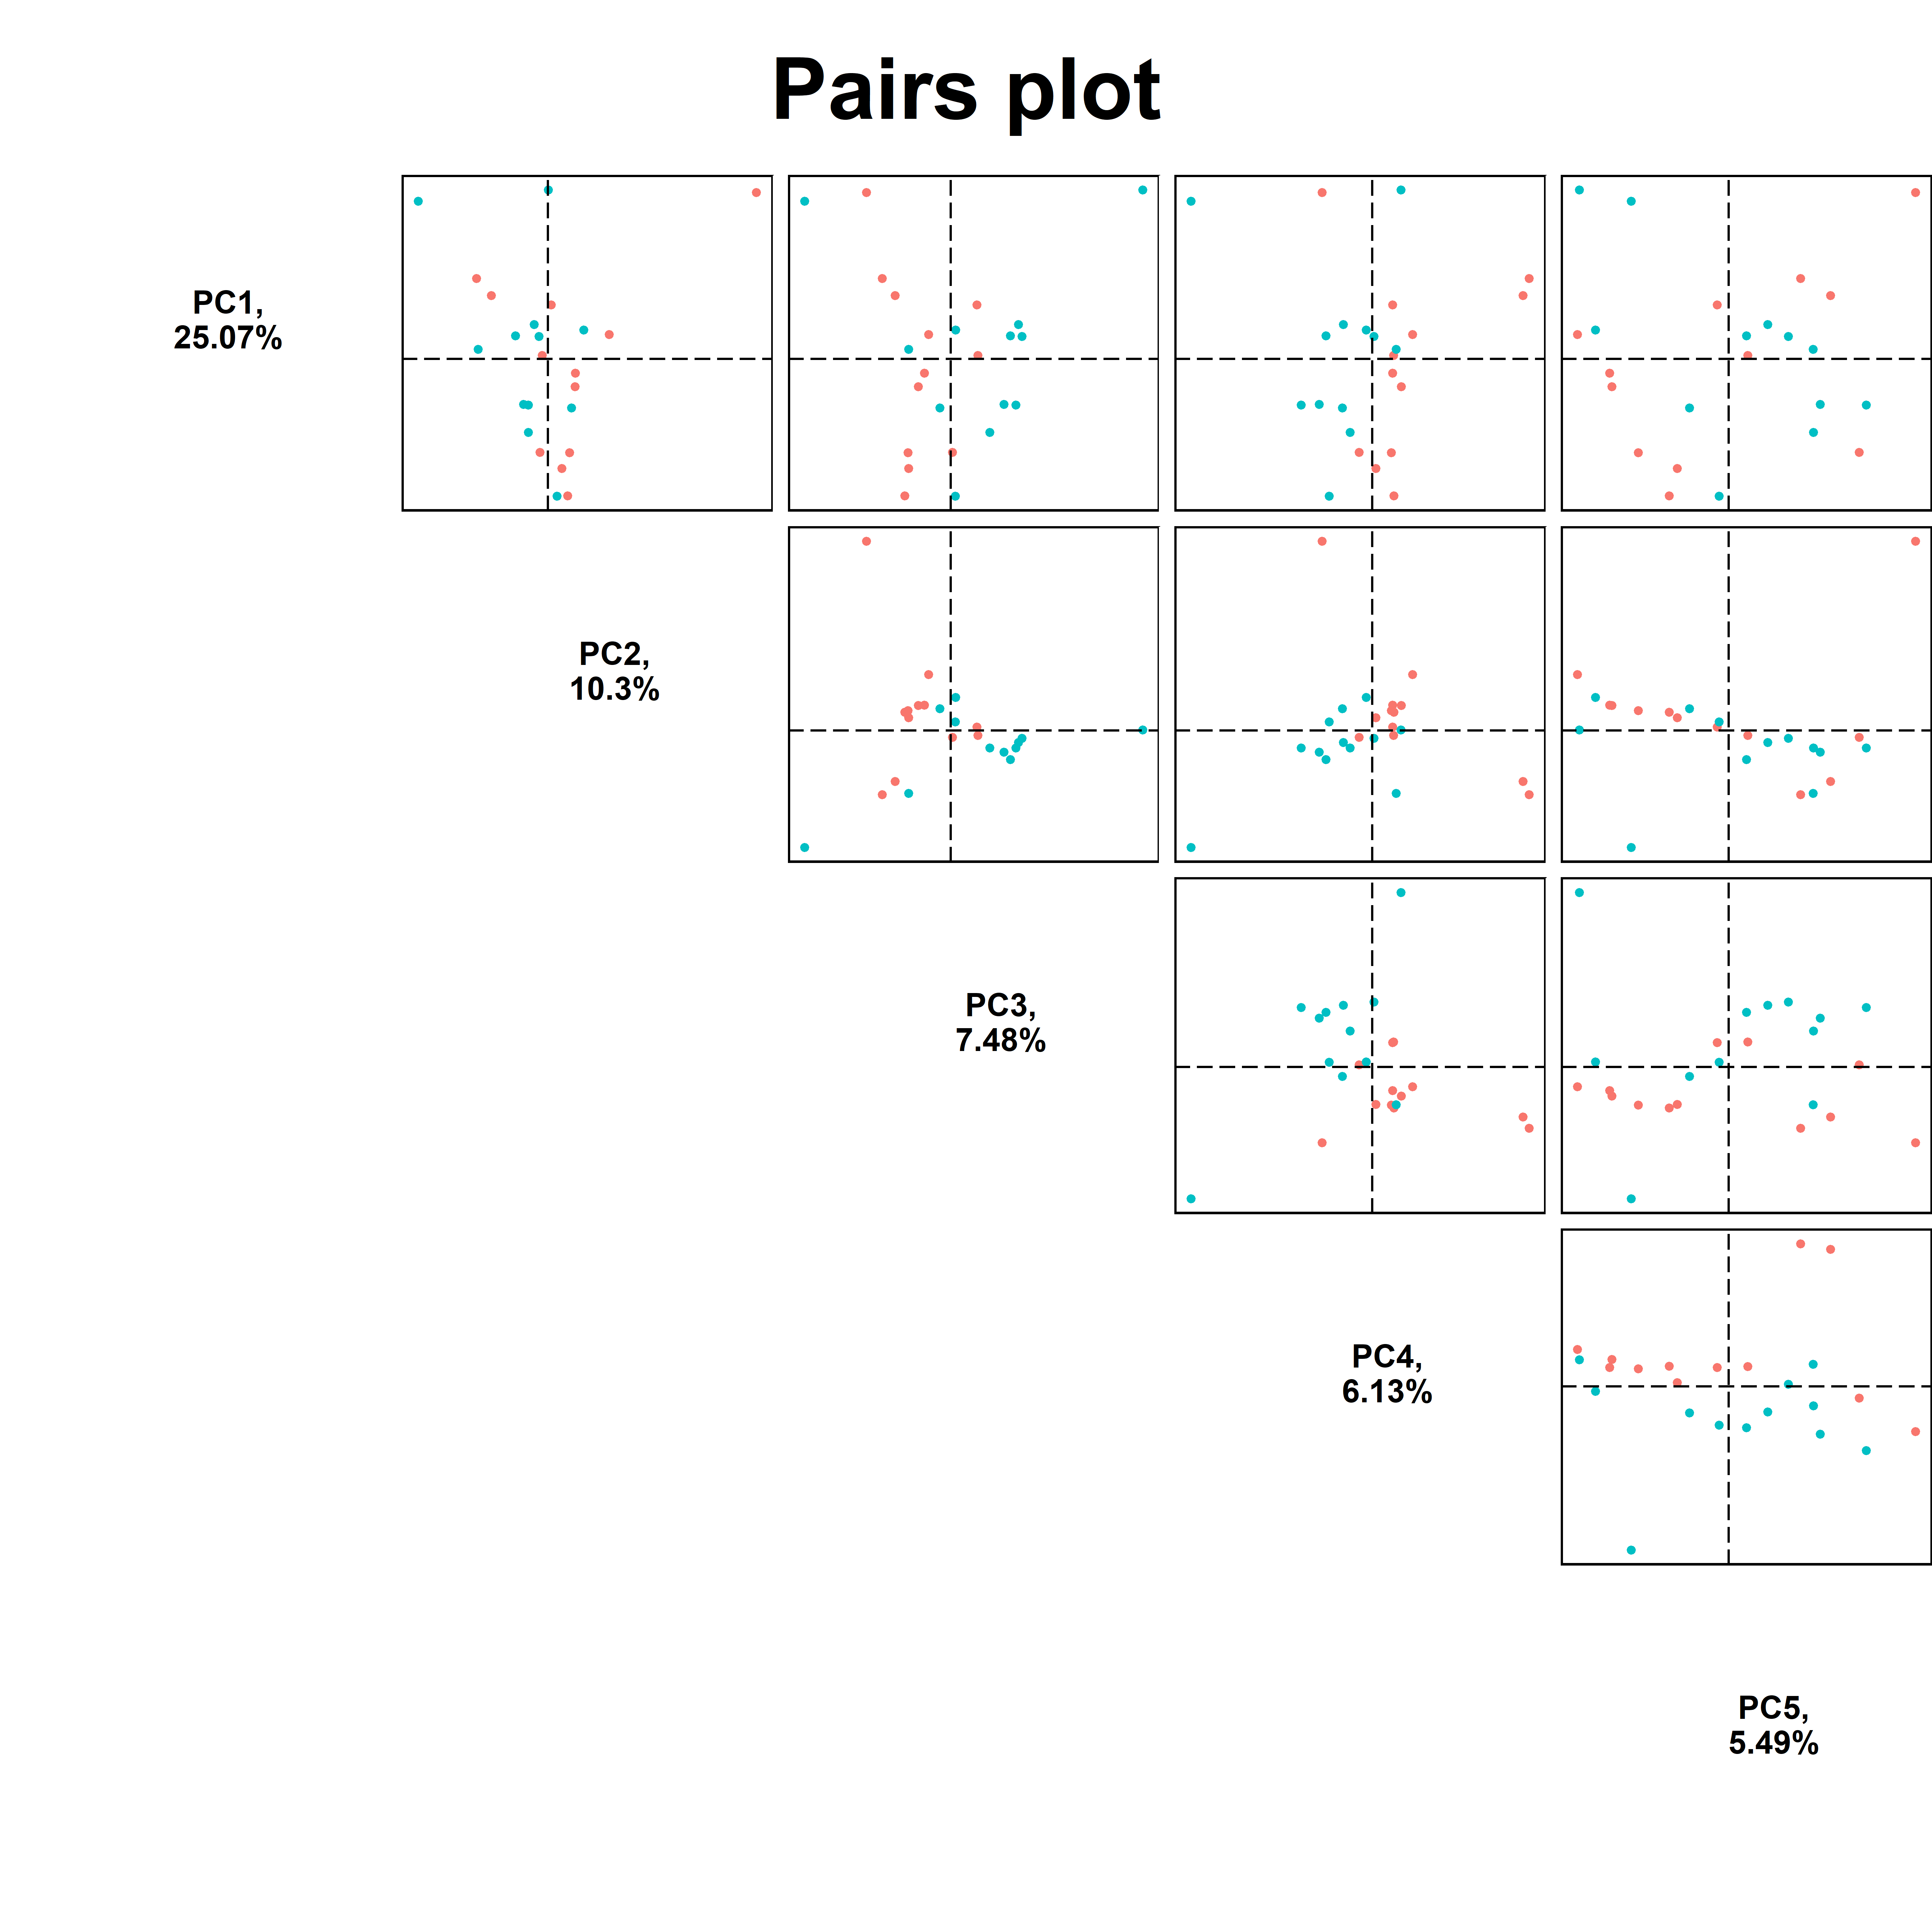 Pairs plot
PC1,
25.07%
PC2,
10.3%
PC3,
7.48%
PC4,
6.13%
PC5,
5.49%